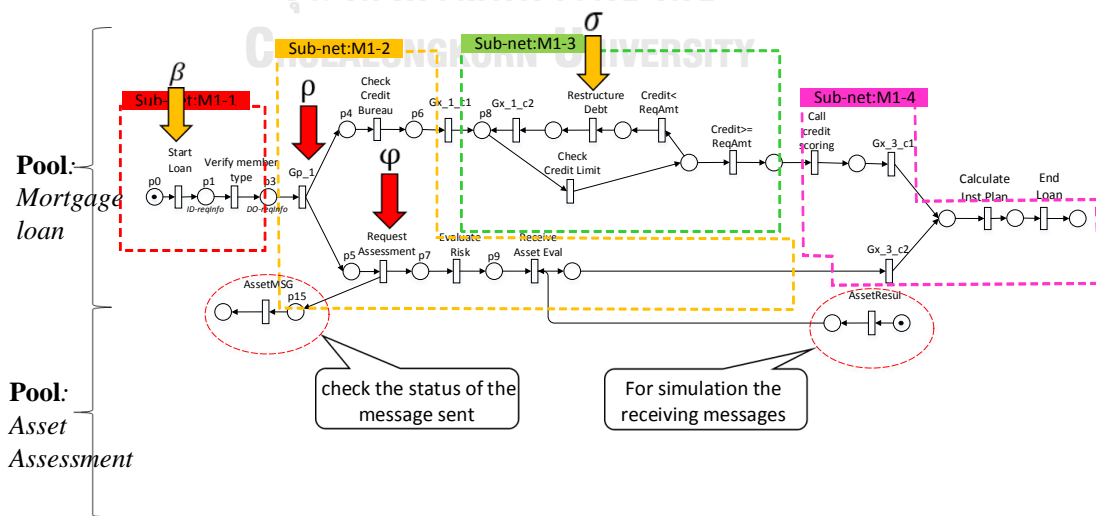 CHULALONGKORN UNIVERSITY
σ
Sub-net:M1-2
Sub-net:M1-3
β
Sub-net:M1-1
ρ
Check
Credit
Bureau
Gx_1_c1
Gx_1_c2
Restructure
Debt
Credit<
ReqAmt
Sub-net:M1-4
p4
p6
p8
Call
credit
scoring
Credit>=
ReqAmt
Gx_3_c1
Start
Loan
Verify member
type
φ
Check
Credit Limit
Pool:
Mortgage
loan
p0
p1
p3
Gp_1
ID-reqInfo
DO-reqInfo
Calculate
Inst Plan
End
Loan
Request
Assessment
Evaluate
Risk
Receive
Asset Eval
p5
p7
p9
Gx_3_c2
AssetMSG
p15
AssetResul
check the status of the
message sent
For simulation the
receiving messages
Pool:
Asset
Assessment